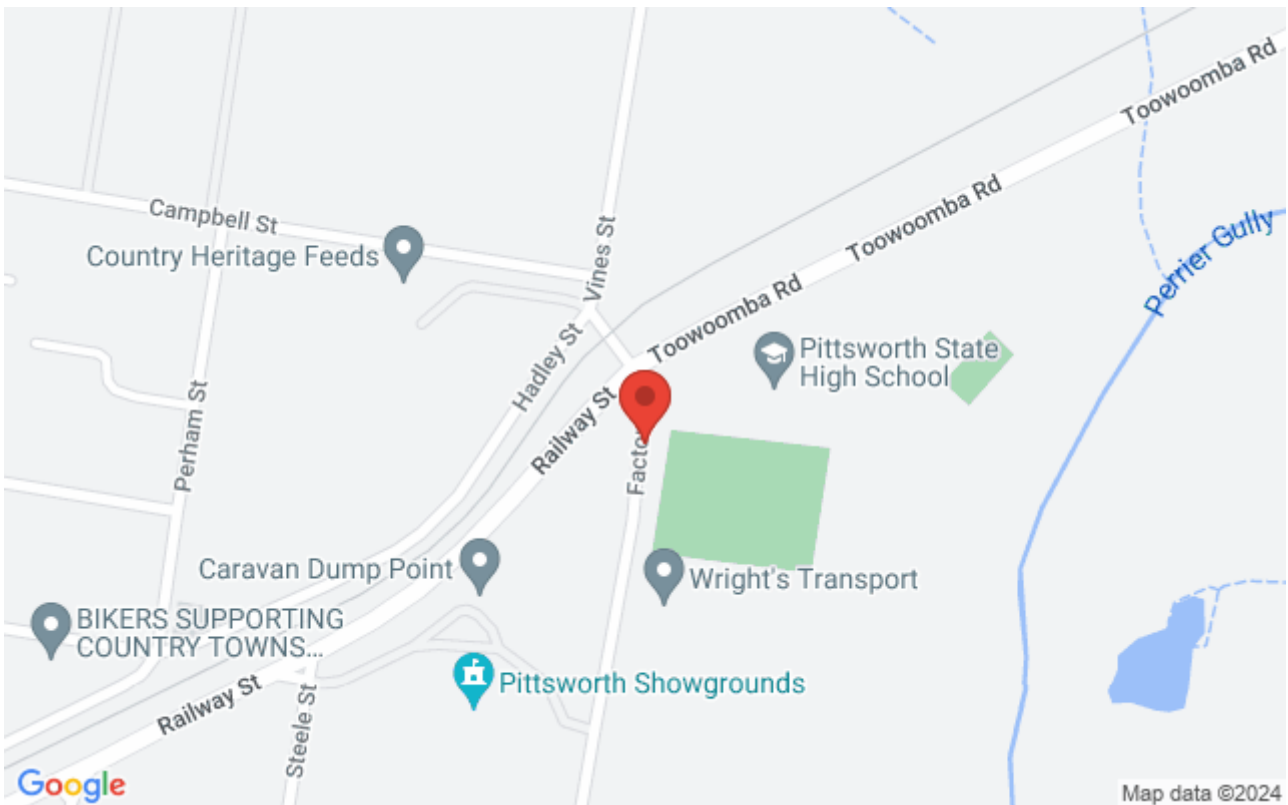 Toowoomba Rd
Campbell St
Country Heritage Feeds
Vines St
Toowoomba Rd
Perrier Gully
Toowoomba Rd
Hadley St
Pittsworth State
High School
Railway St
Perham St
Factor
Caravan Dump Point
Wright's Transport
BIKERS SUPPORTING
COUNTRY TOWNS...
Pittsworth Showgrounds
Railway St
Steele St
Google
Map data ©2024